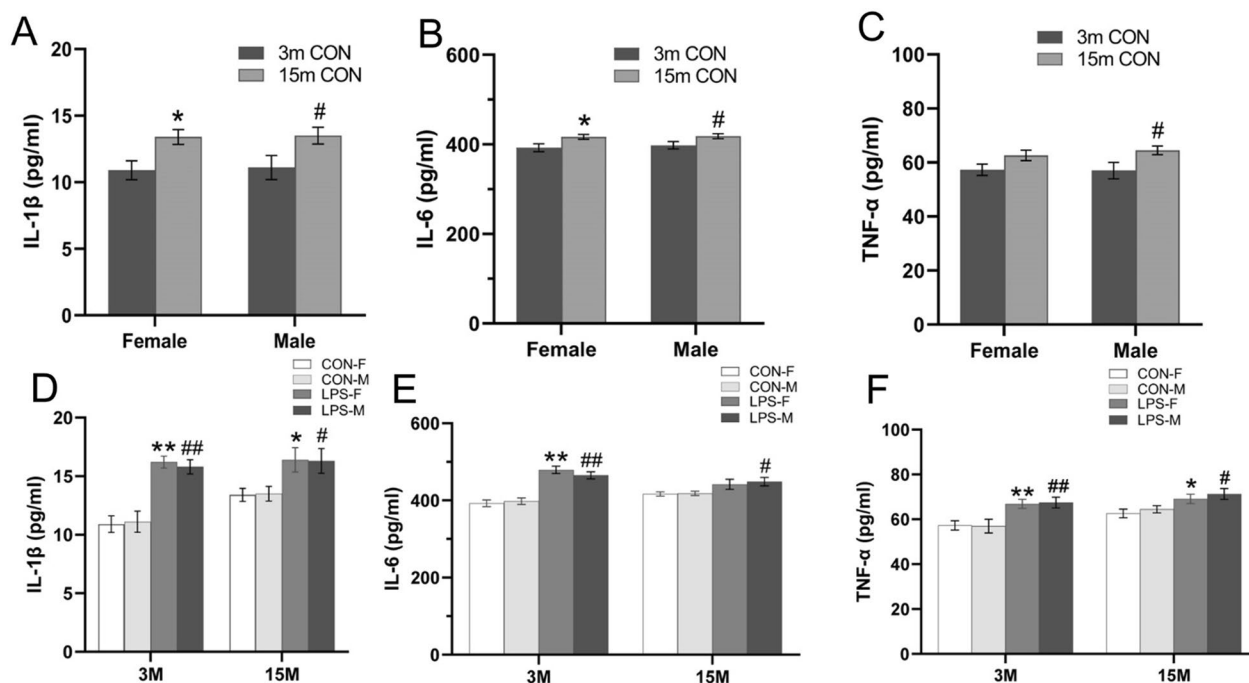 A
20
15
10
5
0
IL-1β (pg/ml)
3m CON
15m CON
*
#
Female
Male
B
600
400
200
0
IL-6 (pg/ml)
3m CON
15m CON
*
#
Female
Male
C
100
80
60
40
20
0
TNF-α (pg/ml)
3m CON
15m CON
#
Female
Male
D
20
15
10
5
0
IL-1β (pg/ml)
CON-F
CON-M
LPS-F
LPS-M
**
##
*
#
3M
15M
E
600
400
200
0
IL-6 (pg/ml)
CON-F
CON-M
LPS-F
LPS-M
**
##
#
3M
15M
F
100
80
60
40
20
0
TNF-α (pg/ml)
CON-F
CON-M
LPS-F
LPS-M
**
##
*
#
3M
15M